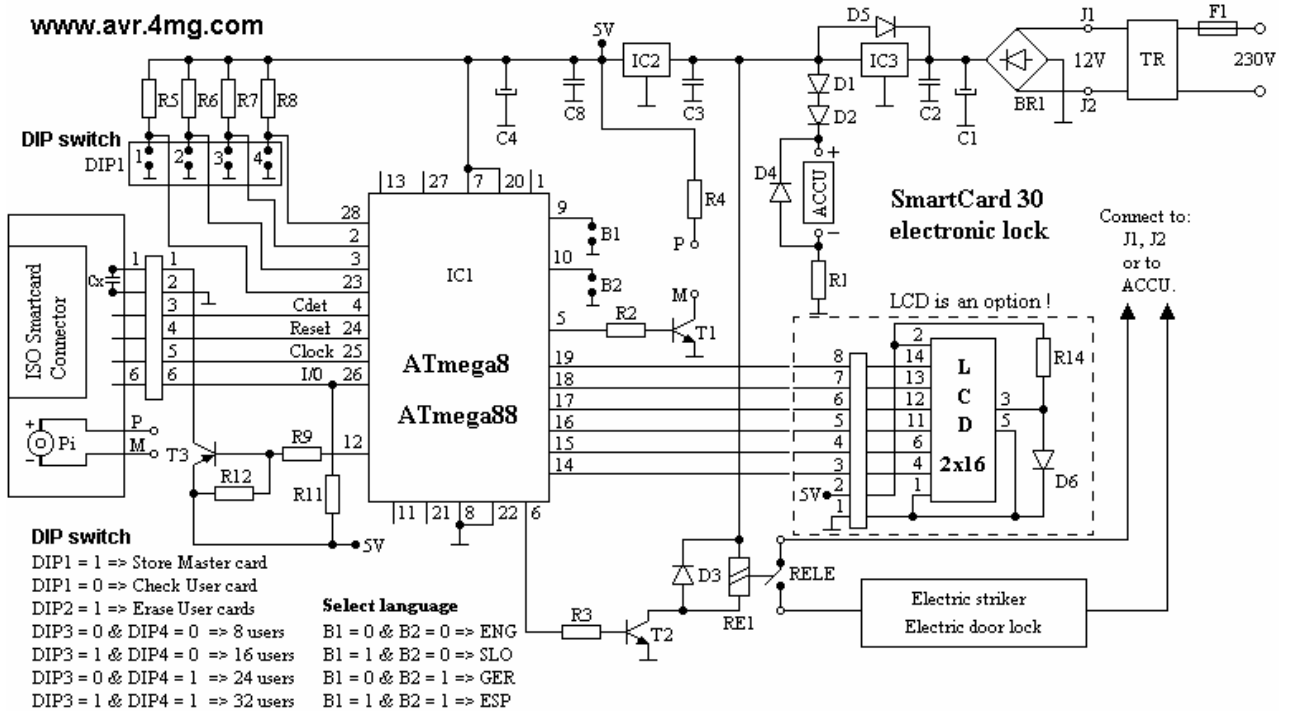 www.avr.4mg.com
D5 J1 F1
5V IC2 IC3 12V TR 230V
R5 R6 R7 R8 C4 C8 C3 D1 C2 C1 BR1 J2
D2
DIP switch
DIP1 1 2 3 4
13 27 7 20 1
R4 D4 + ACCU −
SmartCard 30
electronic lock
Connect to:
J1, J2
or to
ACCU.
28 9 B1 P
2
3 IC1 10 B2
23
ISO Smartcard
Connector
1 Cx 1
2
3 Cdet 4
4 Reset 24
5 Clock 25
6 6 I/0 26
M R1
5 R2 T1
LCD is an option !
ATmega8
ATmega88
19 8 14
18 7 13
17 6 12
16 5 11
15 4 6
14 3 4
2 1
5V 1
2
L
C
D
2x16
3
5
R14
D6
+ Pi − P M
T3 R9 12
R12 R11
11 21 8 22 6
5V
D3 RE1 RELE
R3 T2
Electric striker
Electric door lock
DIP switch
DIP1 = 1 => Store Master card
DIP1 = 0 => Check User card
DIP2 = 1 => Erase User cards
DIP3 = 0 & DIP4 = 0 => 8 users
DIP3 = 1 & DIP4 = 0 => 16 users
DIP3 = 0 & DIP4 = 1 => 24 users
DIP3 = 1 & DIP4 = 1 => 32 users
Select language
B1 = 0 & B2 = 0 => ENG
B1 = 1 & B2 = 0 => SLO
B1 = 0 & B2 = 1 => GER
B1 = 1 & B2 = 1 => ESP